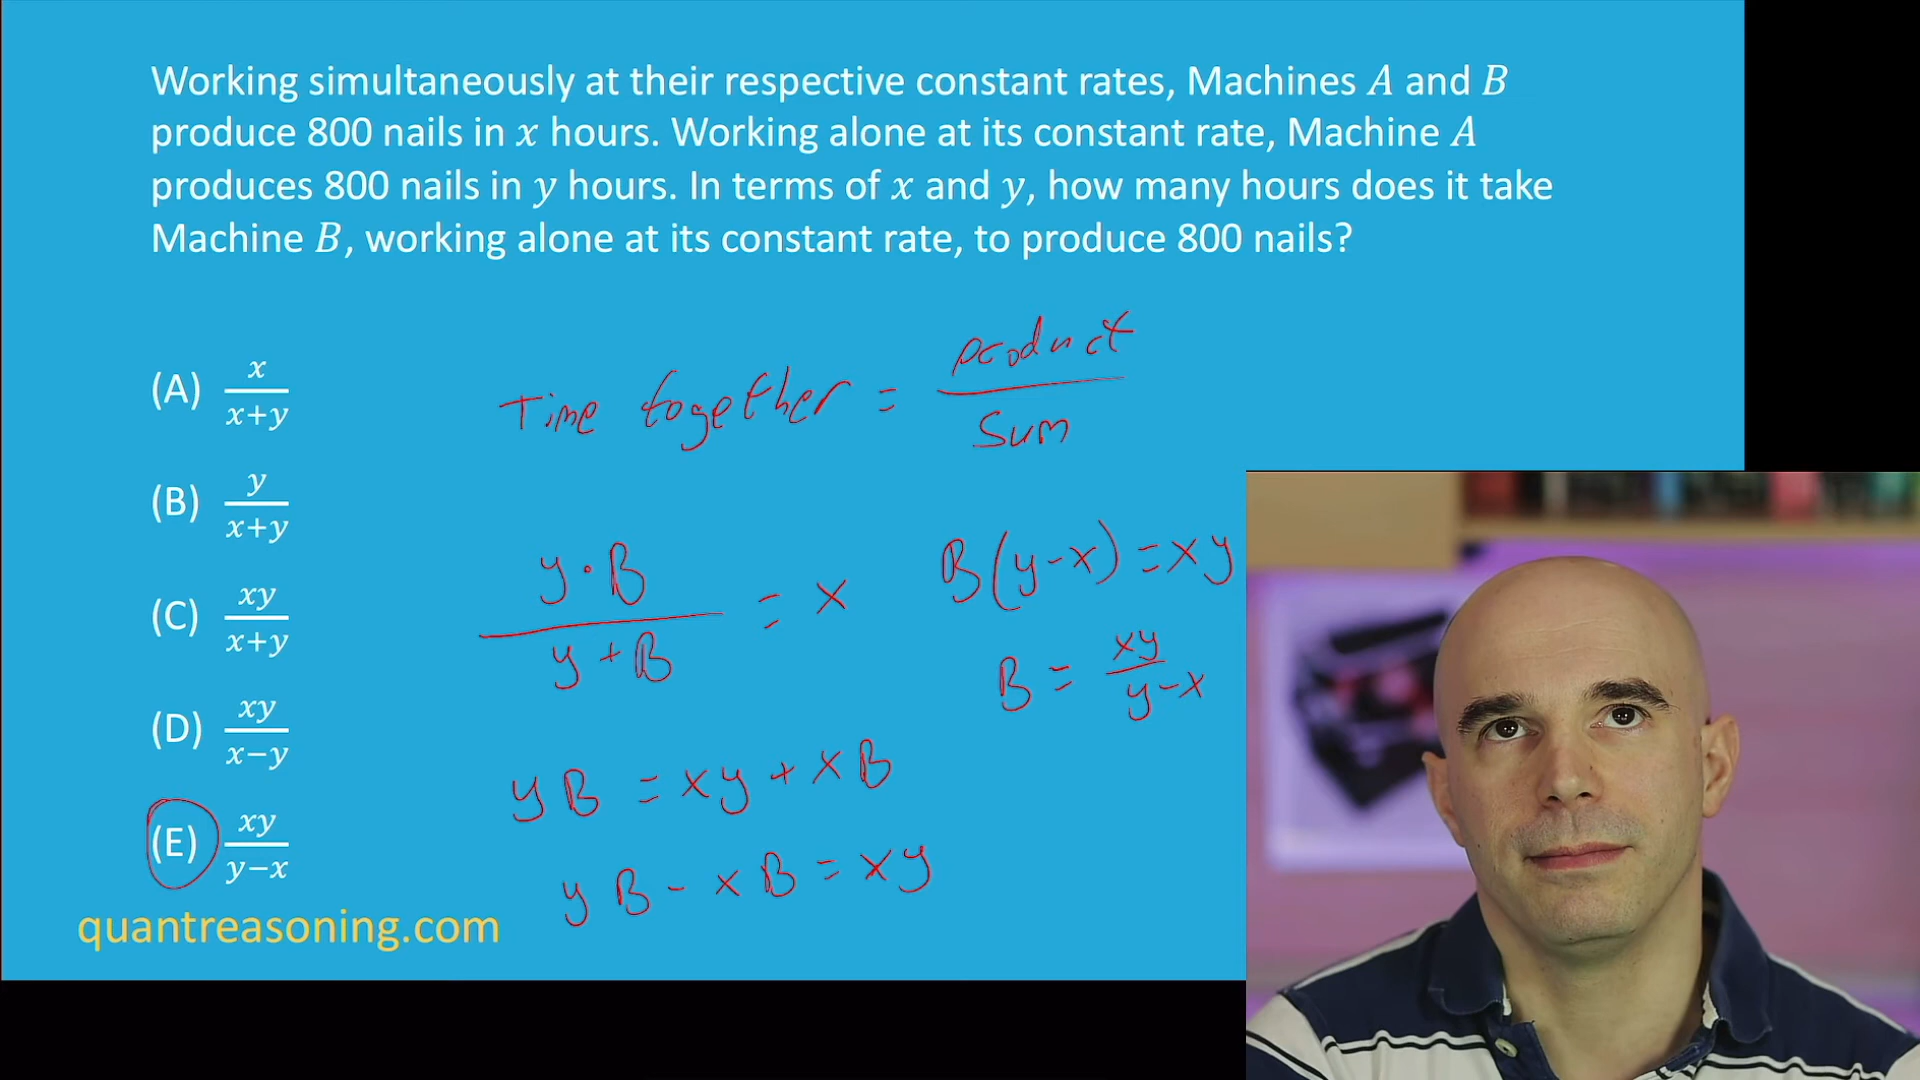 Working simultaneously at their respective constant rates, Machines A and B
produce 800 nails in x hours. Working alone at its constant rate, Machine A
produces 800 nails in y hours. In terms of x and y, how many hours does it take
Machine B, working alone at its constant rate, to produce 800 nails?
Time together = product / sum
(A) x / x+y
(B) y / x+y
(C) xy / x+y
(D) xy / x−y
(E) xy / y−x
y·B / y+B = x
yB = xy + xB
yB - xB = xy
B(y-x) = xy
B = xy / y-x
quantreasoning.com